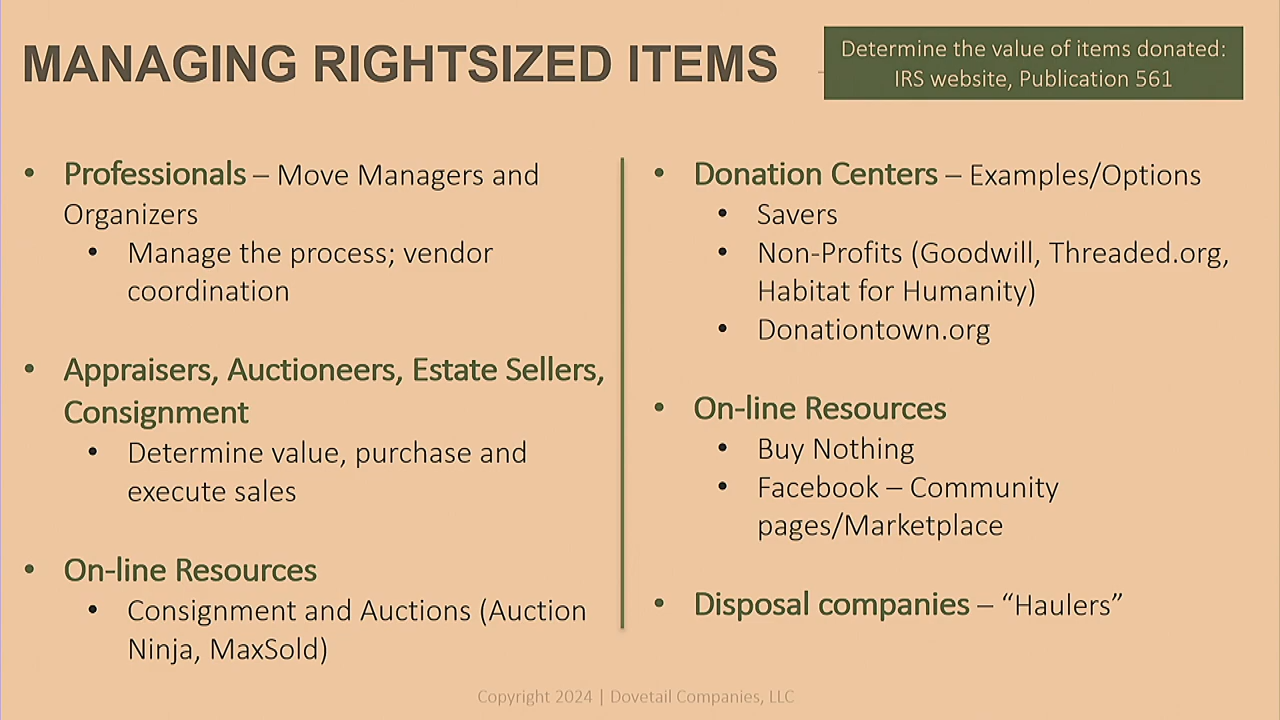 MANAGING RIGHTSIZED ITEMS
Determine the value of items donated:
IRS website, Publication 561
• Professionals – Move Managers and
Organizers
• Manage the process; vendor
coordination
• Appraisers, Auctioneers, Estate Sellers,
Consignment
• Determine value, purchase and
execute sales
• On-line Resources
• Consignment and Auctions (Auction
Ninja, MaxSold)
• Donation Centers – Examples/Options
• Savers
• Non-Profits (Goodwill, Threaded.org,
Habitat for Humanity)
• Donationtown.org
• On-line Resources
• Buy Nothing
• Facebook – Community
pages/Marketplace
• Disposal companies – “Haulers”
Copyright 2024 | Dovetail Companies, LLC